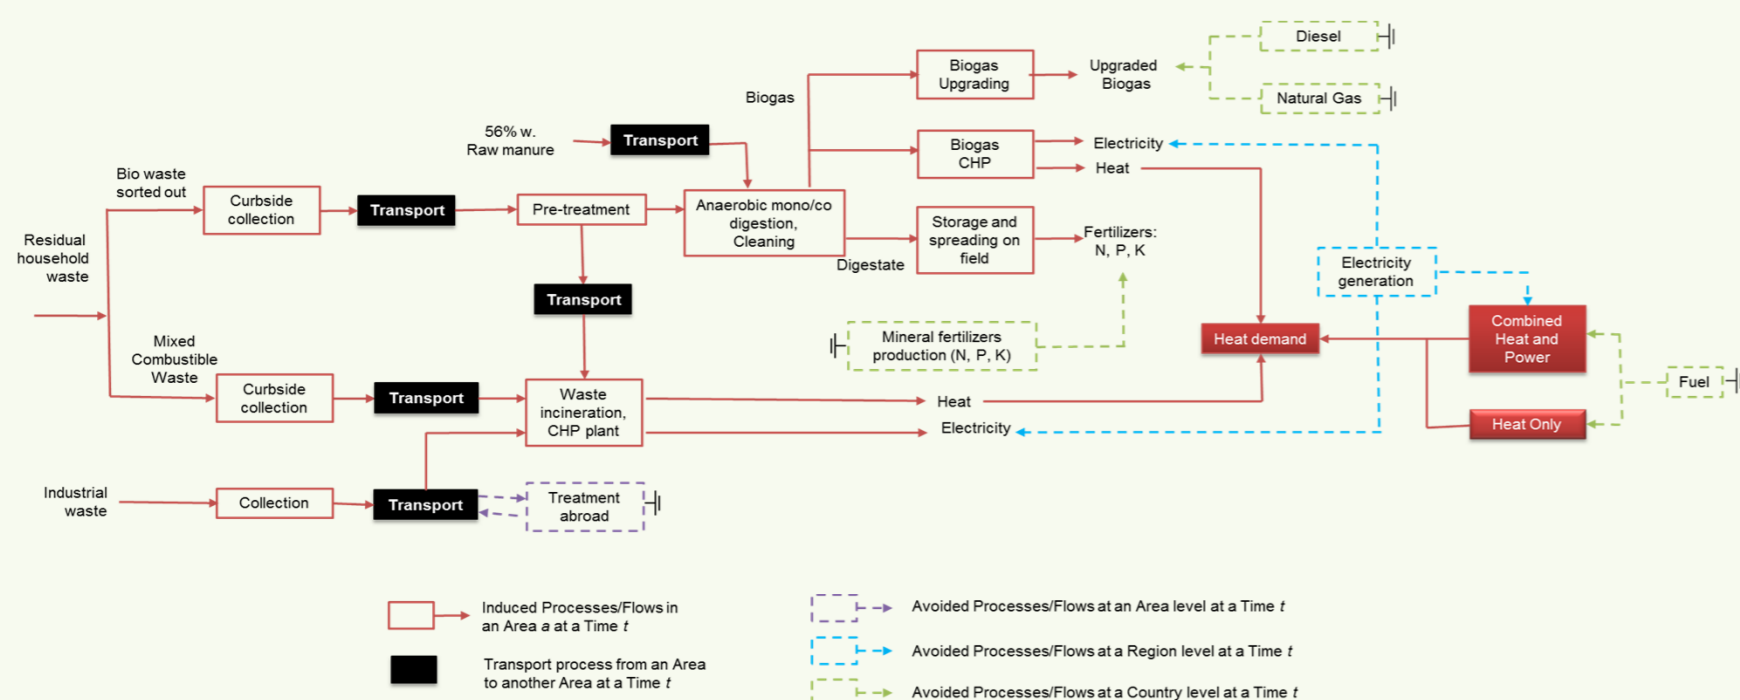 Diesel
Biogas
Upgrading
Upgraded
Biogas
Biogas
Natural Gas
56% w.
Raw manure
Transport
Biogas
CHP
Electricity
Heat
Bio waste
sorted out
Curbside
collection
Transport
Pre-treatment
Anaerobic mono/co
digestion,
Cleaning
Storage and
spreading on
field
Fertilizers:
N, P, K
Digestate
Residual
household
waste
Electricity
generation
Transport
Mixed
Combustible
Waste
Mineral fertilizers
production (N, P, K)
Heat demand
Combined
Heat and
Power
Fuel
Curbside
collection
Transport
Waste
incineration,
CHP plant
Heat
Electricity
Heat Only
Industrial
waste
Collection
Transport
Treatment
abroad
Induced Processes/Flows in
an Area a at a Time t
Transport process from an Area
to another Area at a Time t
Avoided Processes/Flows at an Area level at a Time t
Avoided Processes/Flows at a Region level at a Time t
Avoided Processes/Flows at a Country level at a Time t